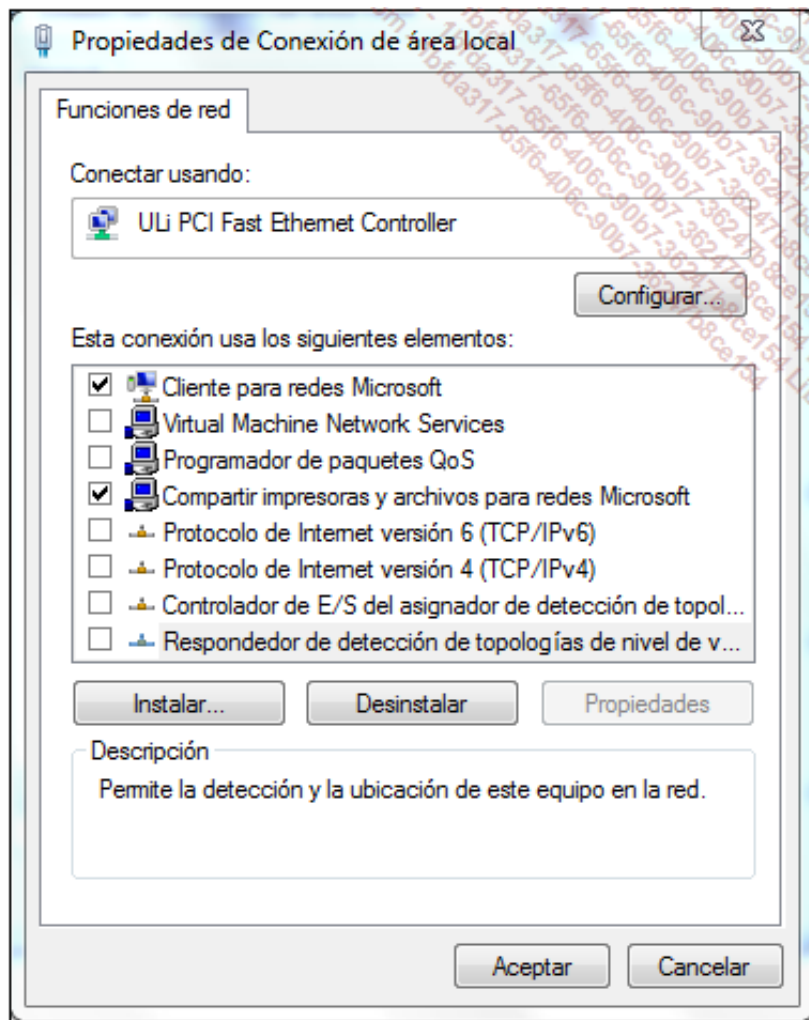 Propiedades de Conexión de área local
Funciones de red
Conectar usando:
ULi PCI Fast Ethernet Controller
Configurar...
Esta conexión usa los siguientes elementos:
Cliente para redes Microsoft
Virtual Machine Network Services
Programador de paquetes QoS
Compartir impresoras y archivos para redes Microsoft
Protocolo de Internet versión 6 (TCP/IPv6)
Protocolo de Internet versión 4 (TCP/IPv4)
Controlador de E/S del asignador de detección de topol...
Respondedor de detección de topologías de nivel de v...
Instalar...
Desinstalar
Propiedades
Descripción
Permite la detección y la ubicación de este equipo en la red.
Aceptar
Cancelar